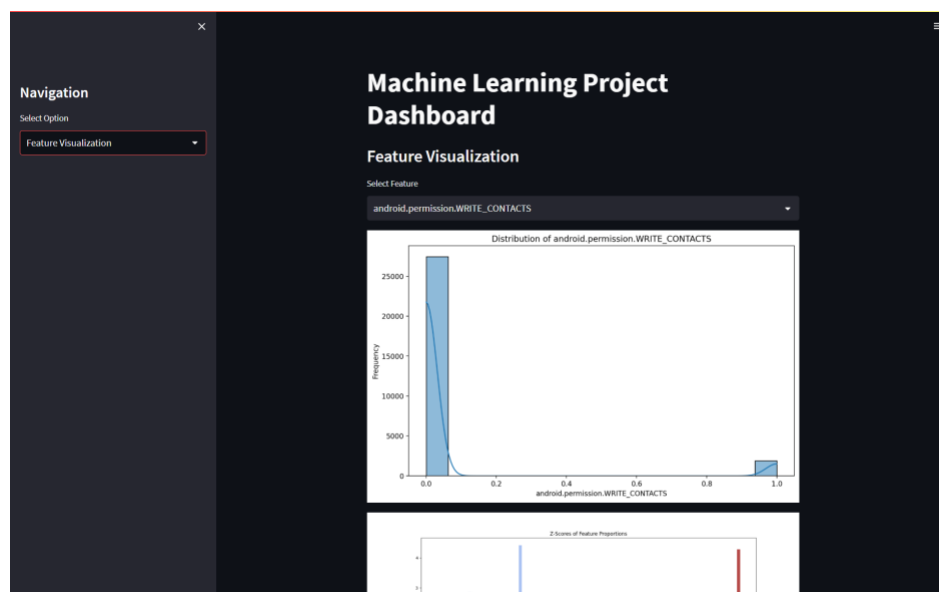 ×
≡
Navigation
Select Option
Feature Visualization
Machine Learning Project
Dashboard
Feature Visualization
Select Feature
android.permission.WRITE_CONTACTS
Distribution of android.permission.WRITE_CONTACTS
25000
20000
15000
10000
5000
0
Frequency
0.0 0.2 0.4 0.6 0.8 1.0
android.permission.WRITE_CONTACTS
Z-Scores of Feature Proportions
4